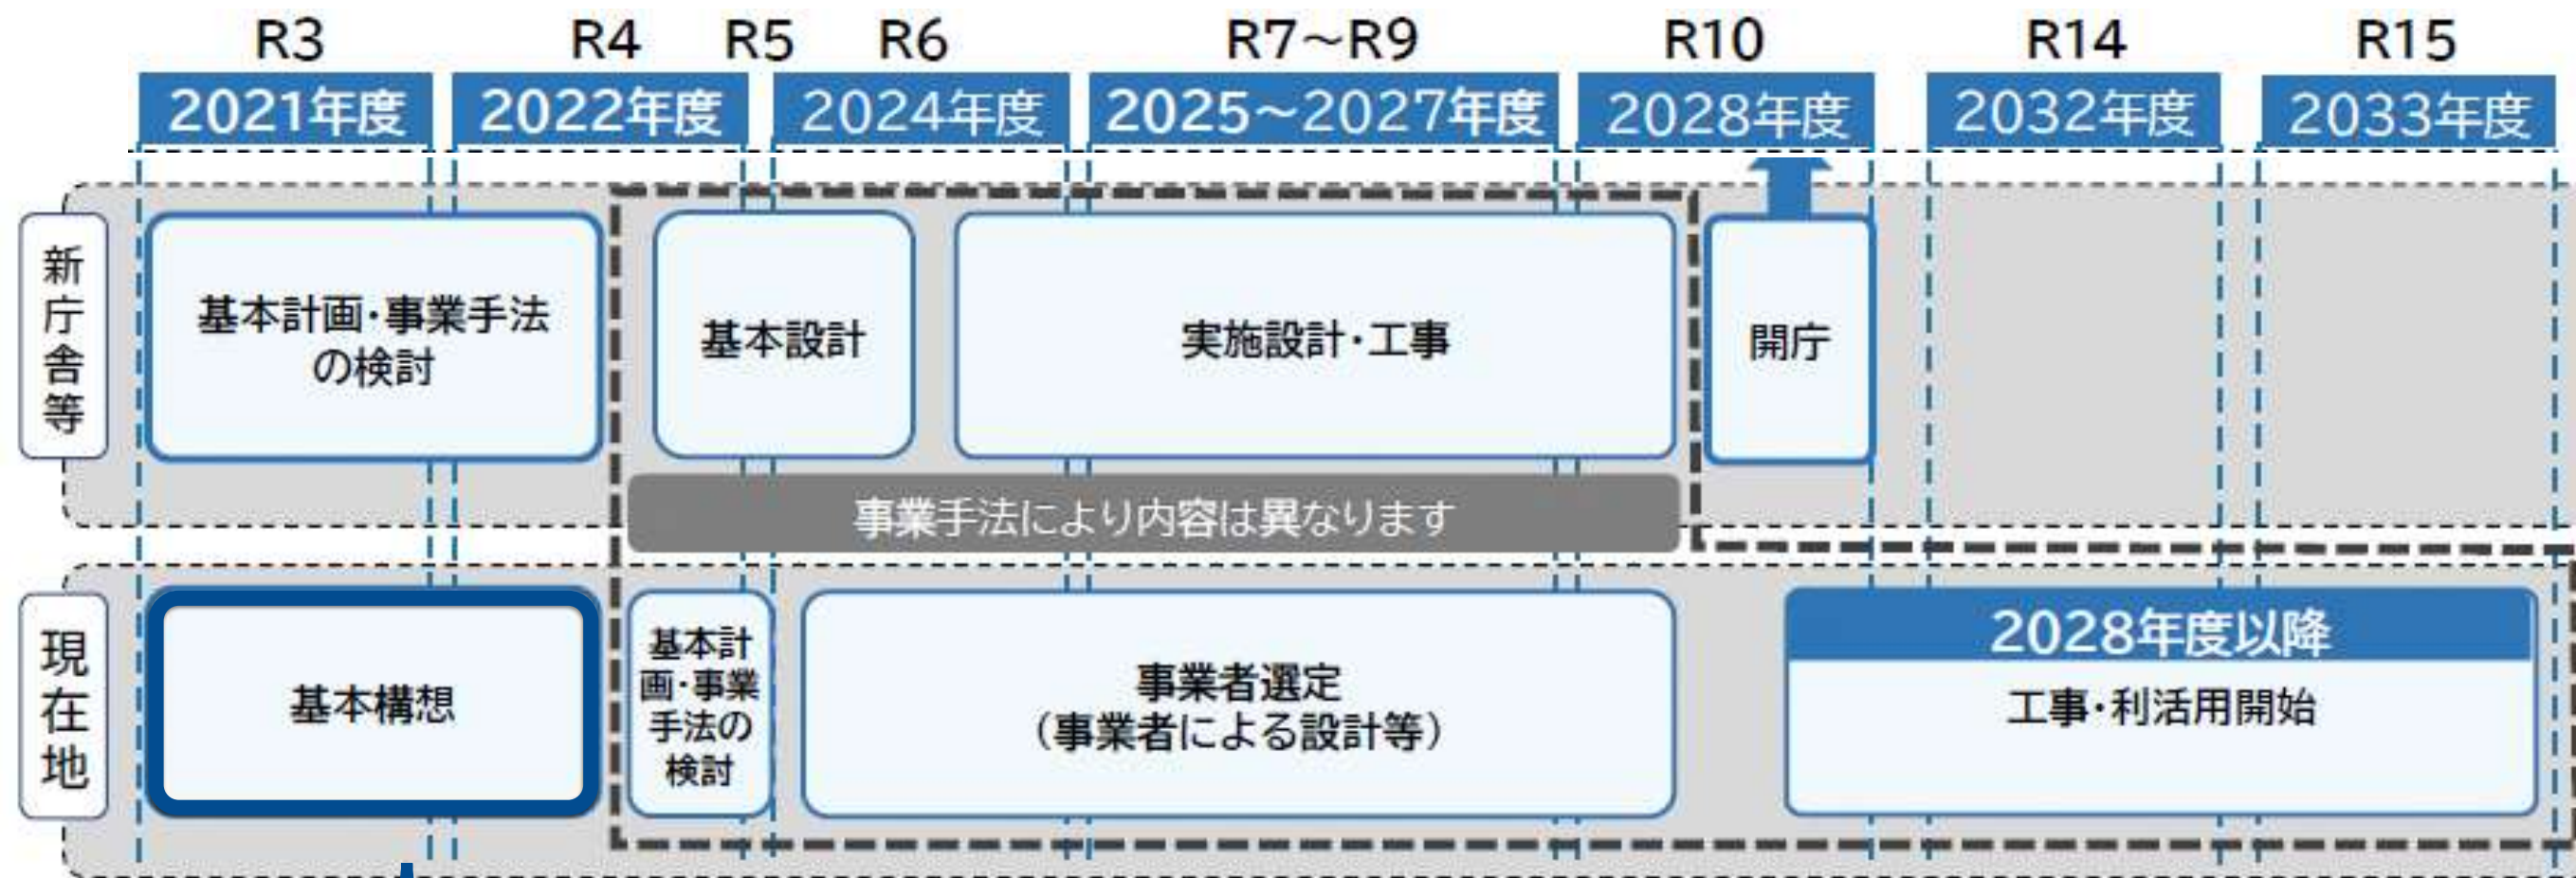 R3
R4
R5
R6
R7～R9
R10
R14
R15
2021年度
2022年度
2024年度
2025～2027年度
2028年度
2032年度
2033年度
新庁舎等
基本計画・事業手法
の検討
基本設計
実施設計・工事
開庁
事業手法により内容は異なります
現在地
基本構想
基本計
画・事業
手法の
検討
事業者選定
（事業者による設計等）
2028年度以降
工事・利活用開始